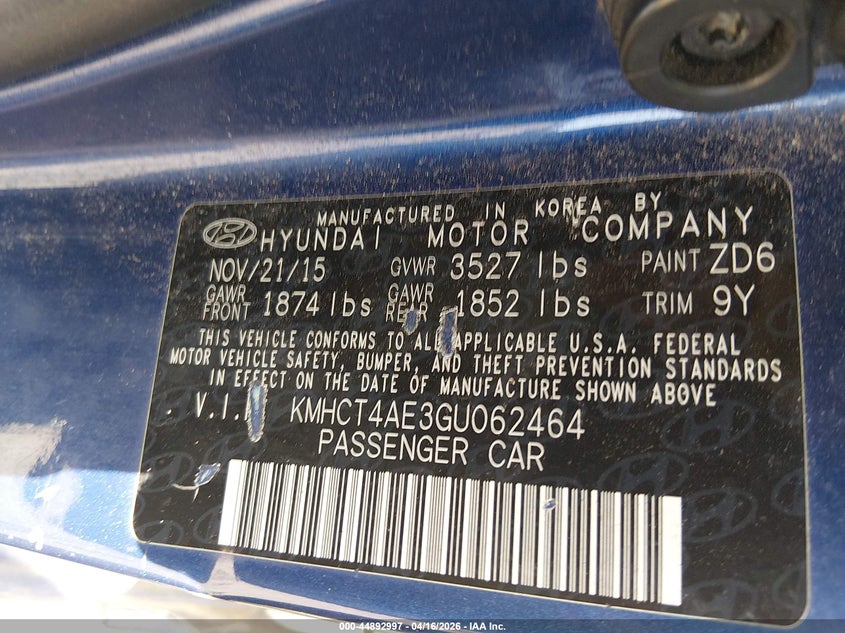 MANUFACTURED IN KOREA BY
HYUNDAI MOTOR COMPANY
NOV/21/15 GVWR 3527 lbs PAINT ZD6
GAWR FRONT 1874 lbs GAWR REAR 1852 lbs TRIM 9Y
THIS VEHICLE CONFORMS TO ALL APPLICABLE U.S.A. FEDERAL
MOTOR VEHICLE SAFETY, BUMPER, AND THEFT PREVENTION STANDARDS
IN EFFECT ON THE DATE OF MANUFACTURE SHOWN ABOVE
V.I. KMHCT4AE3GU062464
PASSENGER CAR
000-44892997 - 04/16/2026 - IAA Inc.